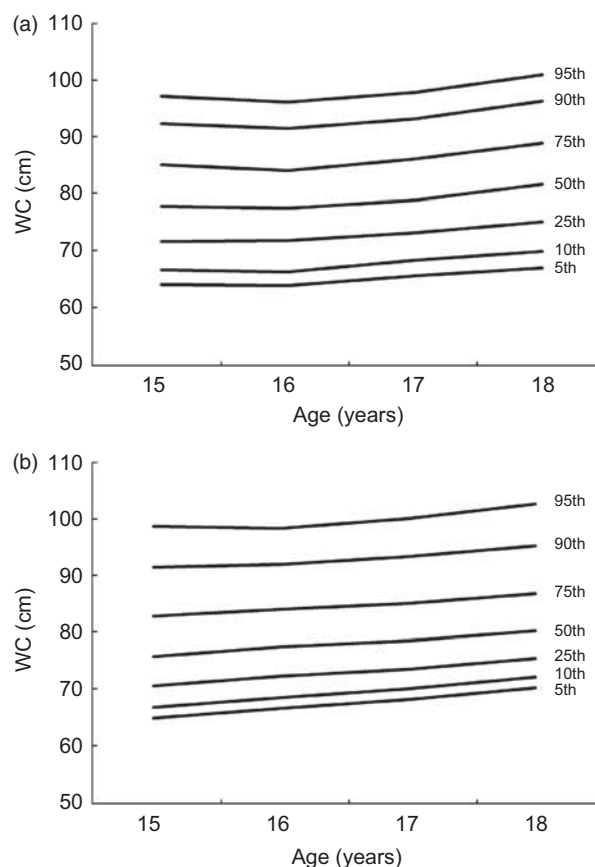 (a)
110
100
90
80
70
60
50
WC (cm)
95th
90th
75th
50th
25th
10th
5th
15 16 17 18
Age (years)
(b)
110
100
90
80
70
60
50
WC (cm)
95th
90th
75th
50th
25th
10th
5th
15 16 17 18
Age (years)